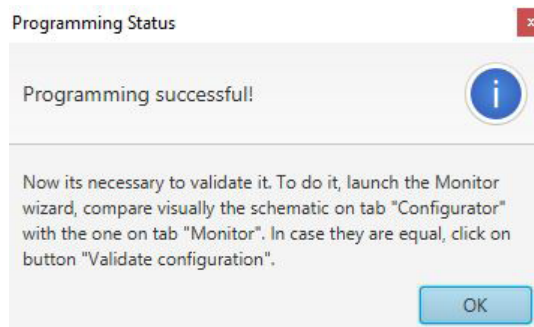 Programming Status
Programming successful!
Now its necessary to validate it. To do it, launch the Monitor
wizard, compare visually the schematic on tab "Configurator"
with the one on tab "Monitor". In case they are equal, click on
button "Validate configuration".
OK